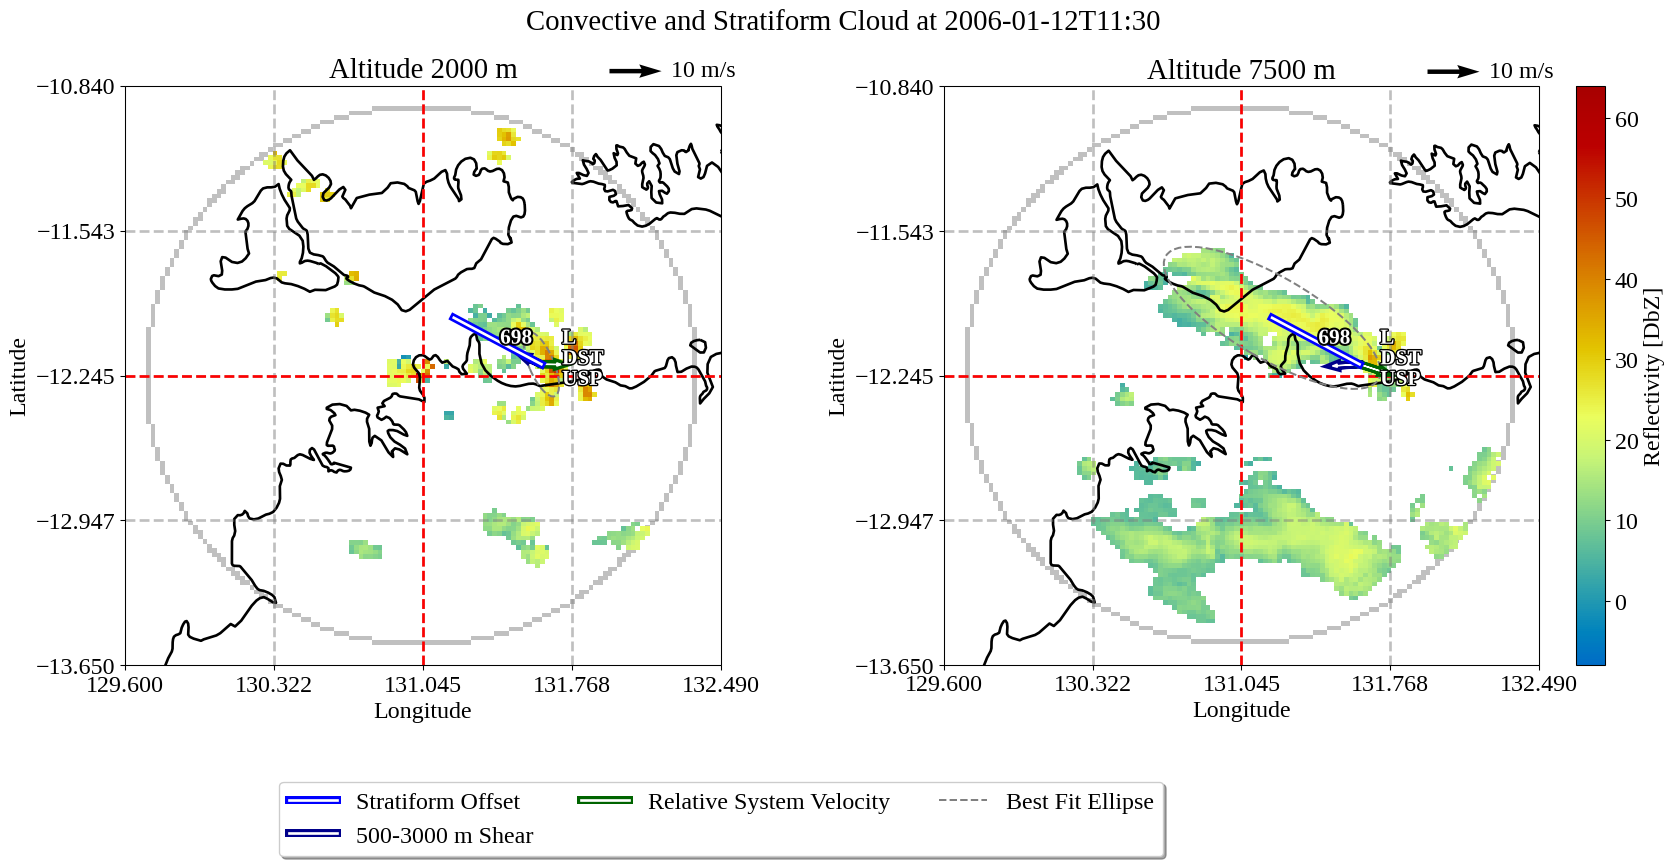 Convective and Stratiform Cloud at 2006-01-12T11:30
Altitude 2000 m
10 m/s
−10.840
−11.543
−12.245
−12.947
−13.650
129.600
130.322
131.045
131.768
132.490
Latitude
Longitude
698
L
DST
USP
Altitude 7500 m
10 m/s
−10.840
−11.543
−12.245
−12.947
−13.650
129.600
130.322
131.045
131.768
132.490
Latitude
Longitude
698
L
DST
USP
60
50
40
30
20
10
0
Reflectivity [DbZ]
Stratiform Offset
500-3000 m Shear
Relative System Velocity
Best Fit Ellipse